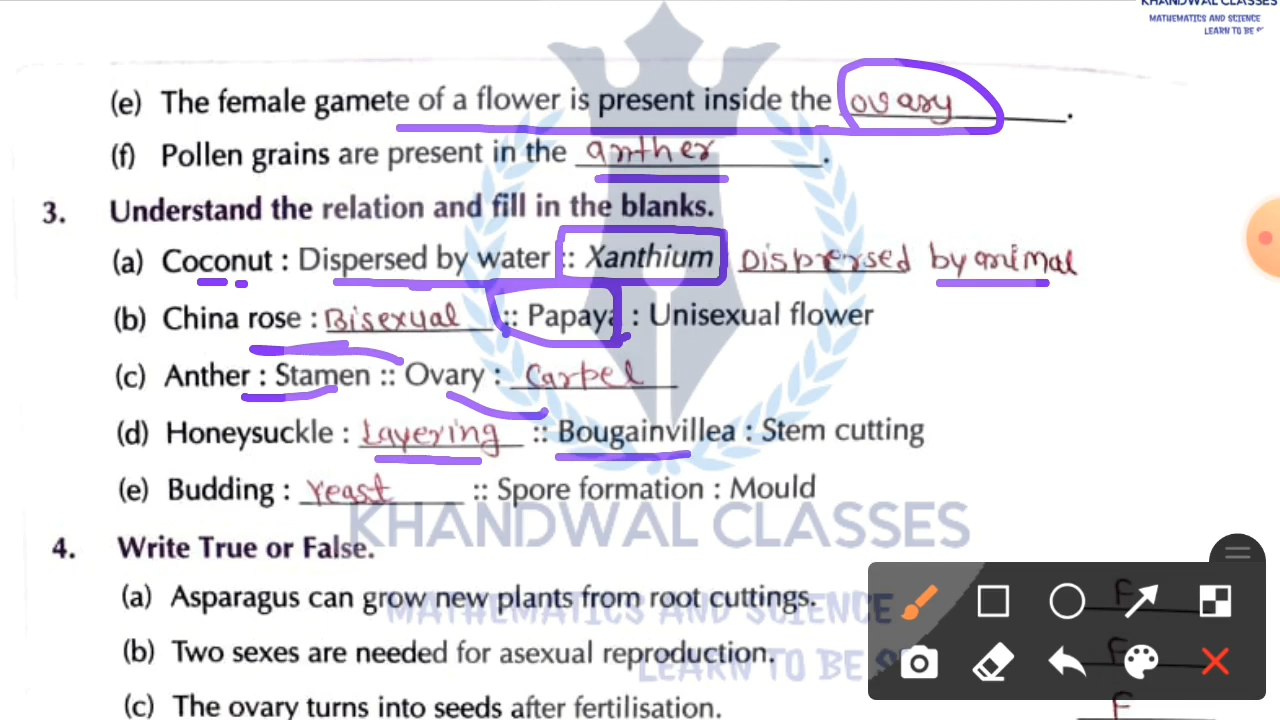 KHANDWAL CLASSES
MATHEMATICS AND SCIENCE
LEARN TO BE
(e) The female gamete of a flower is present inside the ovary.
(f) Pollen grains are present in the anther.
3. Understand the relation and fill in the blanks.
(a) Coconut : Dispersed by water :: Xanthium Dispersed by animal
(b) China rose : Bisexual :: Papaya : Unisexual flower
(c) Anther : Stamen :: Ovary : Carpel
(d) Honeysuckle : Layering :: Bougainvillea : Stem cutting
(e) Budding : Yeast :: Spore formation : Mould
KHANDWAL CLASSES
4. Write True or False.
(a) Asparagus can grow new plants from root cuttings. F
MATHEMATICS AND SCIENCE
(b) Two sexes are needed for asexual reproduction. F
LEARN TO BE
(c) The ovary turns into seeds after fertilisation. F